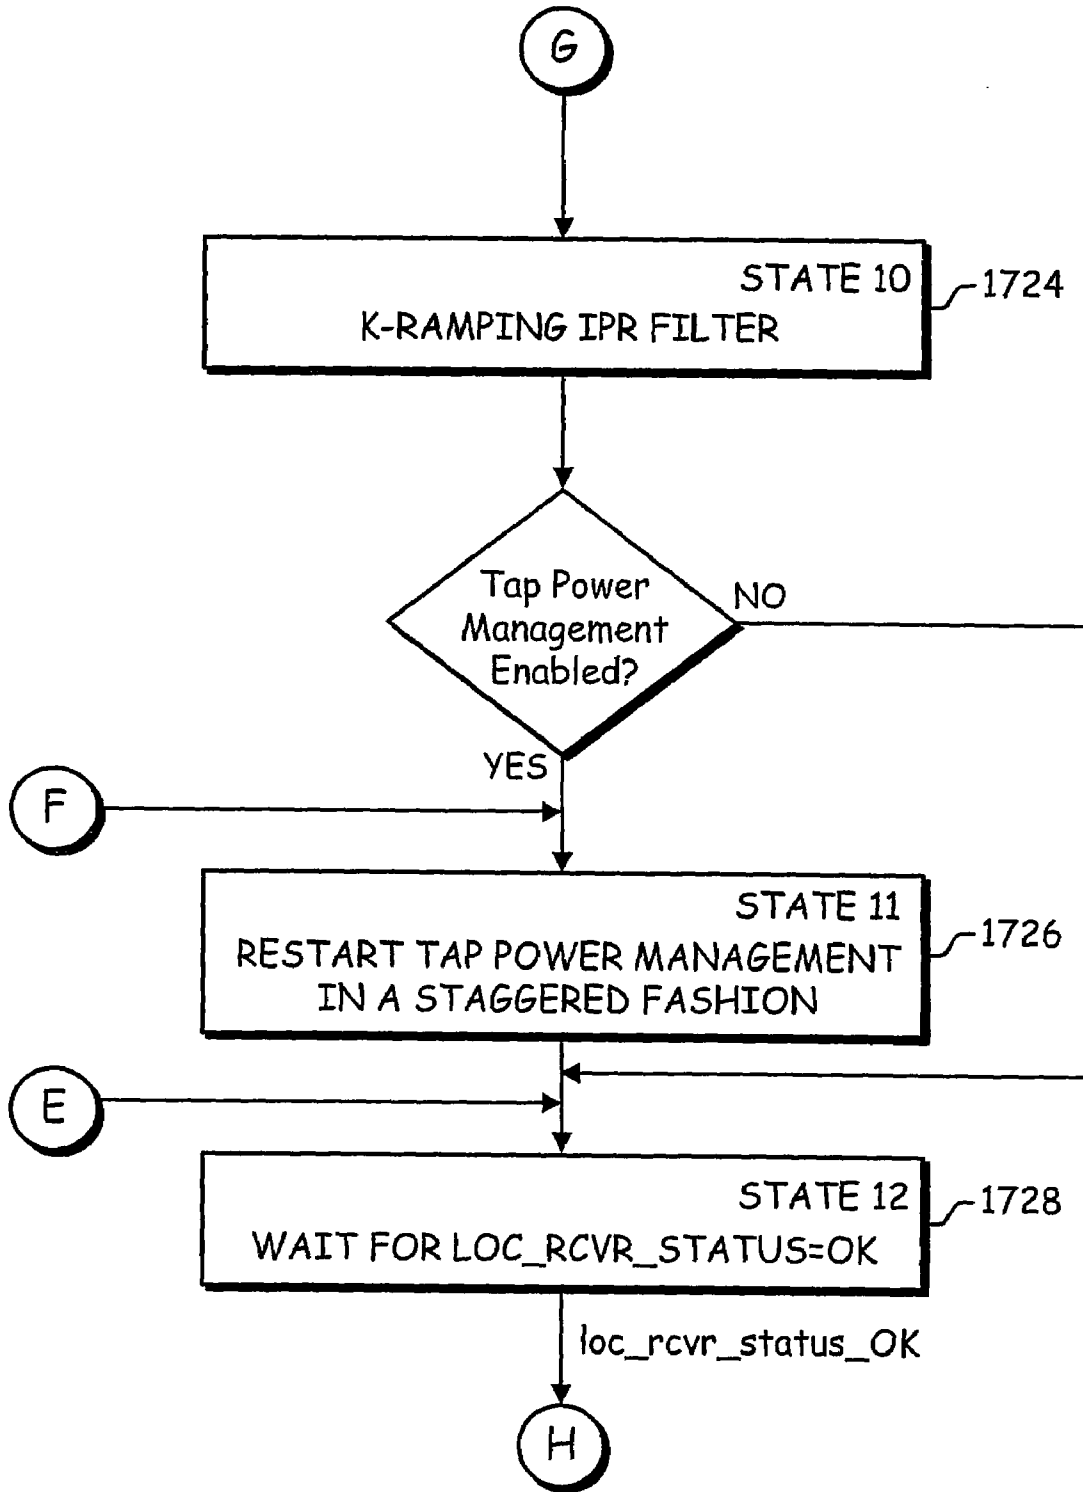 G
STATE 10
K-RAMPING IPR FILTER
1724
Tap Power
Management
Enabled?
NO
YES
F
STATE 11
RESTART TAP POWER MANAGEMENT
IN A STAGGERED FASHION
1726
E
STATE 12
WAIT FOR LOC_RCVR_STATUS=OK
1728
loc_rcvr_status_OK
H